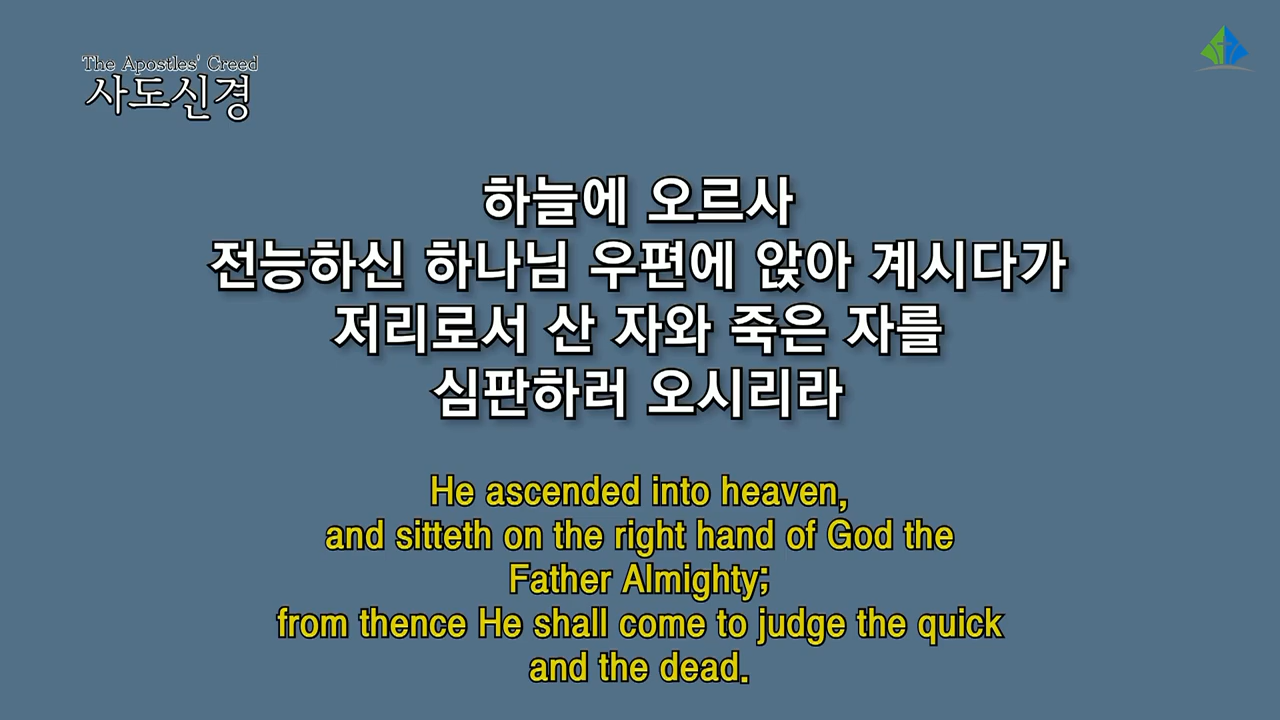 The Apostles' Creed
사도신경
하늘에 오르사
전능하신 하나님 우편에 앉아 계시다가
저리로서 산 자와 죽은 자를
심판하러 오시리라
He ascended into heaven,
and sitteth on the right hand of God the
Father Almighty;
from thence He shall come to judge the quick
and the dead.